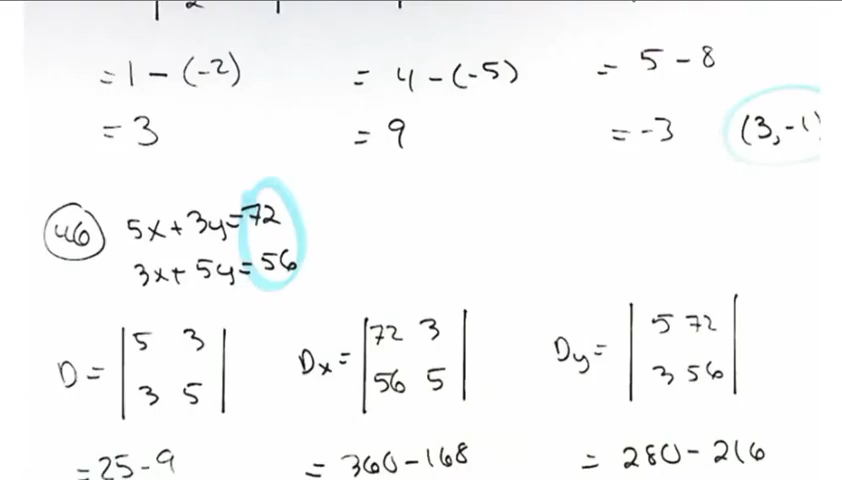 = 1 - (-2)    = 4 - (-5)    = 5 - 8
= 3    = 9    = -3    (3, -1)
46    5x + 3y = 72
3x + 5y = 56
D = | 5 3 |    Dx = | 72 3 |    Dy = | 5 72 |
| 3 5 |    | 56 5 |    | 3 56 |
= 25 - 9    = 360 - 168    = 280 - 216